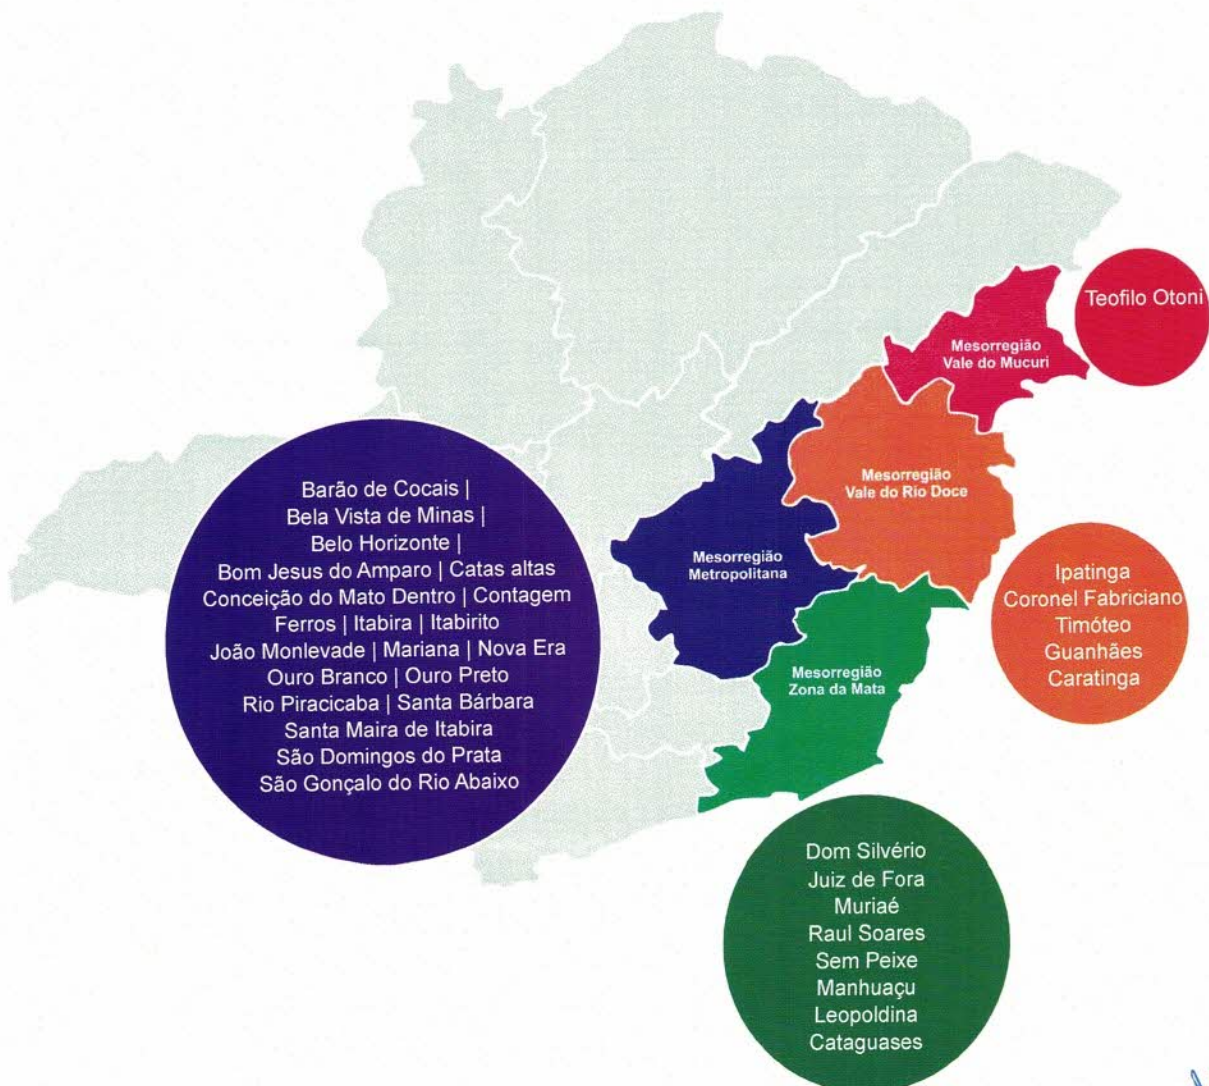 Teofilo Otoni
Mesorregião
Vale do Mucuri
Mesorregião
Vale do Rio Doce
Barão de Cocais |
Bela Vista de Minas |
Belo Horizonte |
Bom Jesus do Amparo | Catas altas
Conceição do Mato Dentro | Contagem
Ferros | Itabira | Itabirito
João Monlevade | Mariana | Nova Era
Ouro Branco | Ouro Preto
Rio Piracicaba | Santa Bárbara
Santa Maira de Itabira
São Domingos do Prata
São Gonçalo do Rio Abaixo
Mesorregião
Metropolitana
Ipatinga
Coronel Fabriciano
Timóteo
Guanhães
Caratinga
Mesorregião
Zona da Mata
Dom Silvério
Juiz de Fora
Muriaé
Raul Soares
Sem Peixe
Manhuaçu
Leopoldina
Cataguases